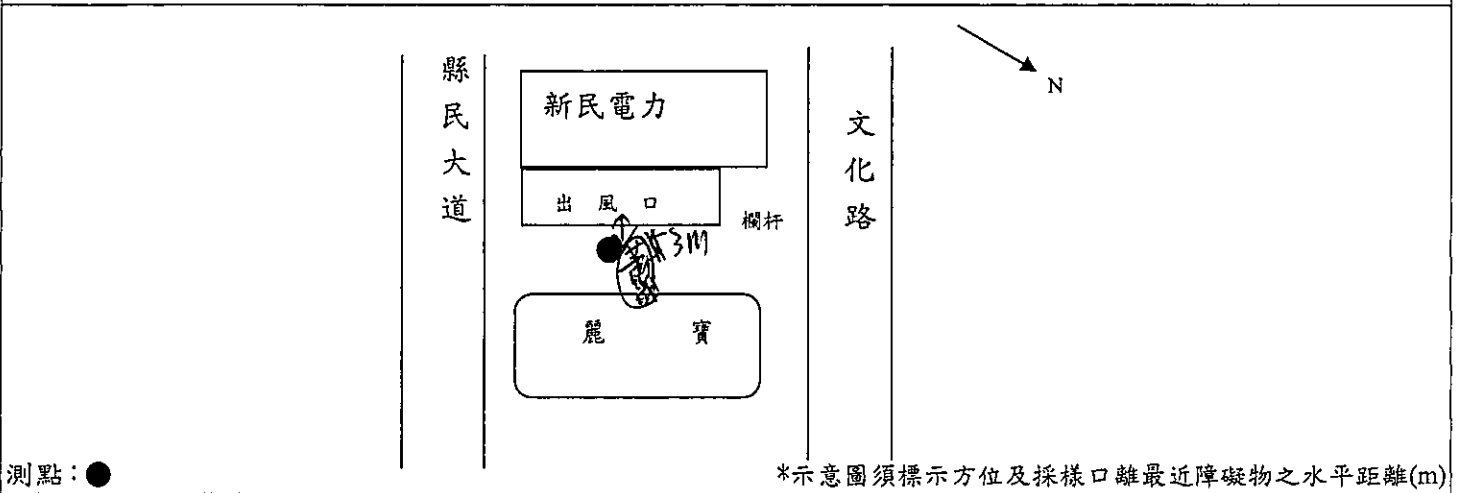 N
縣民大道
新民電力
文化路
出風口
欄杆
3M
麗寶
測點：●
*示意圖須標示方位及採樣口離最近障礙物之水平距離(m)